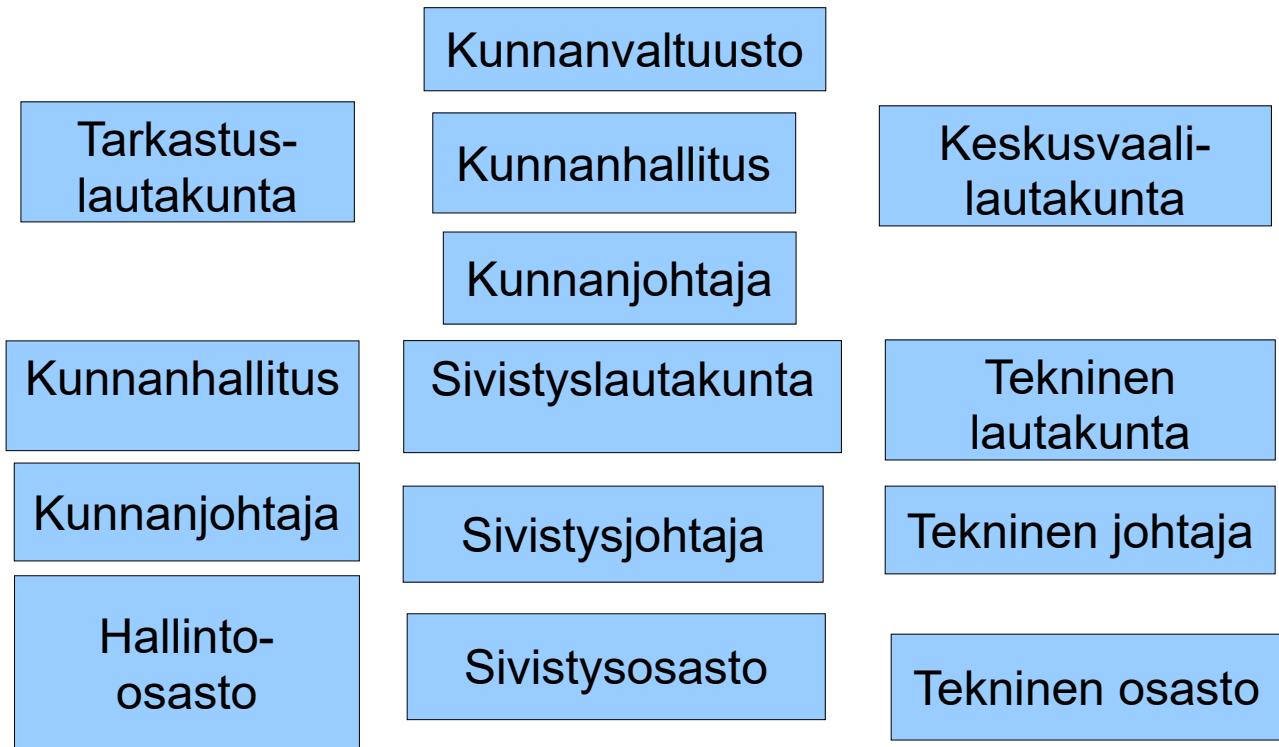 Kunnanvaltuusto
Tarkastus-
lautakunta
Kunnanhallitus
Keskusvaali-
lautakunta
Kunnanjohtaja
Kunnanhallitus
Sivistyslautakunta
Tekninen
lautakunta
Kunnanjohtaja
Sivistysjohtaja
Tekninen johtaja
Hallinto-
osasto
Sivistysosasto
Tekninen osasto